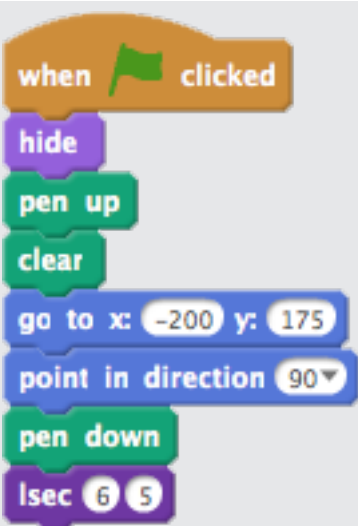 when clicked
hide
pen up
clear
go to x: -200 y: 175
point in direction 90
pen down
lsec 6 5